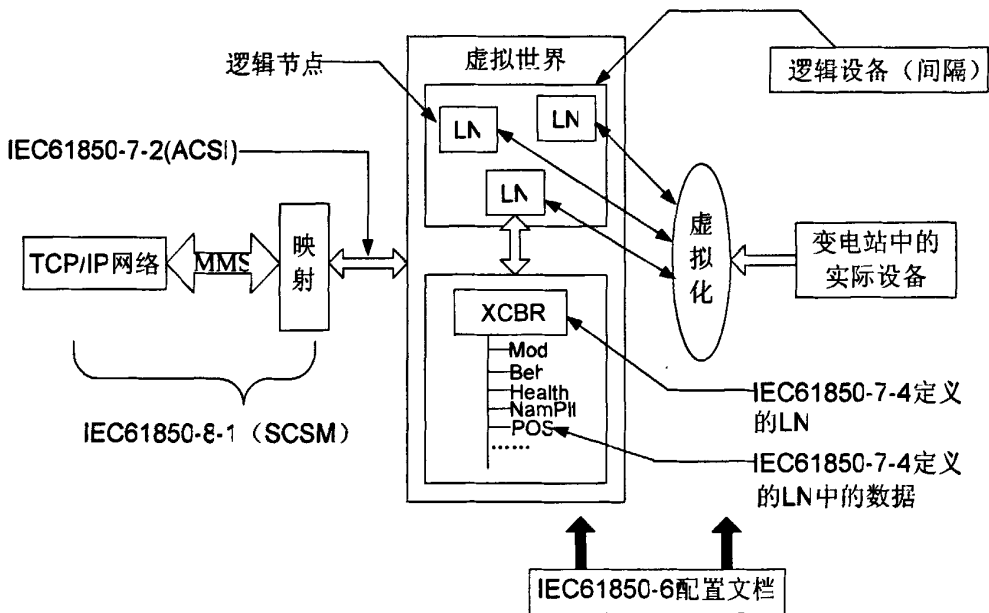 虚拟世界
逻辑节点
逻辑设备（间隔）
LN
LN
LN
IEC61850-7-2(ACSI)
TCP/IP网络
MMS
映射
虚拟化
变电站中的
实际设备
XCBR
Mod
Beh
Health
NamPlt
POS
……
IEC61850-8-1（SCSM）
IEC61850-7-4定义
的LN
IEC61850-7-4定义
的LN中的数据
IEC61850-6配置文档